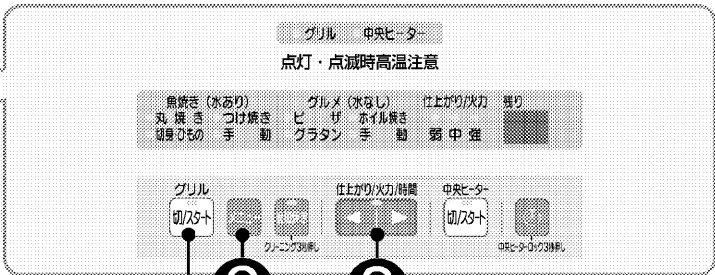 グリル 中央ヒーター
点灯・点滅時高温注意
魚焼き(水あり) グルメ(水なし) 仕上がり/火力 残り
丸焼き つけ焼き ピザ ホイル焼き
切身・ひもの 手動 グラタン 手動 弱 中 強
グリル 仕上がり/火力/時間 中央ヒーター
切/スタート 切/スタート
クリーニング3秒押し 中央ヒーターロック3秒押し